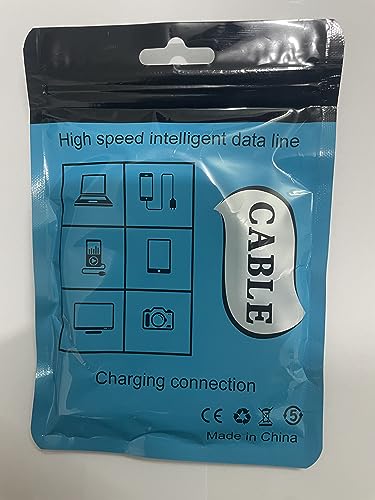 High speed intelligent data line
CABLE
Charging connection
CE 5
Made in China